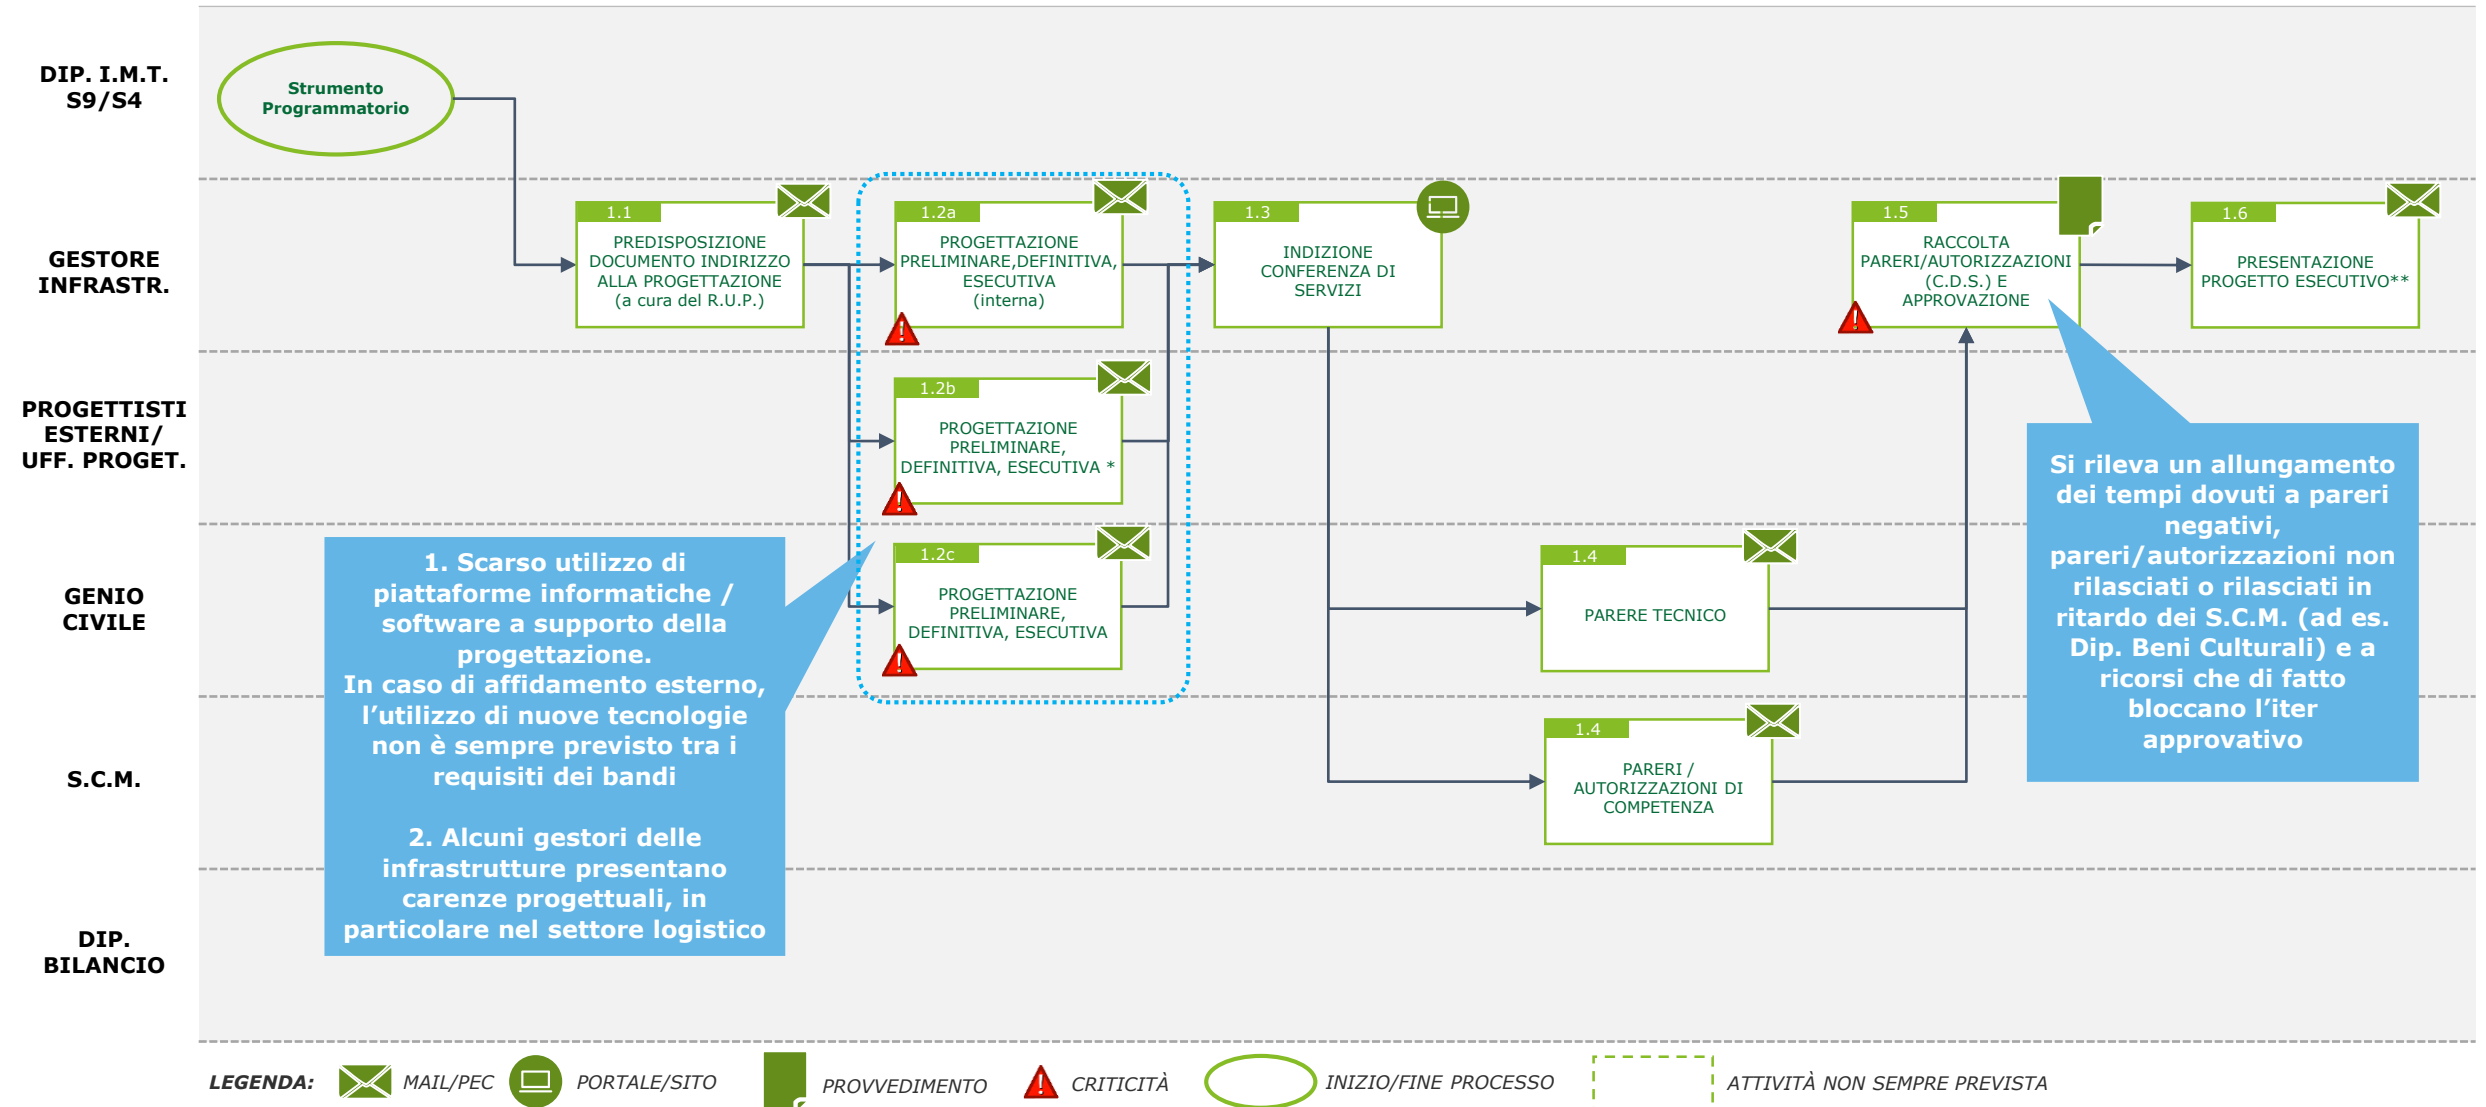 DIP. I.M.T.
S9/S4
Strumento
Programmatorio
GESTORE
INFRASTR.
1.1
PREDISPOSIZIONE
DOCUMENTO INDIRIZZO
ALLA PROGETTAZIONE
(a cura del R.U.P.)
1.2a
PROGETTAZIONE
PRELIMINARE,DEFINITIVA,
ESECUTIVA
(interna)
1.3
INDIZIONE
CONFERENZA DI
SERVIZI
1.5
RACCOLTA
PARERI/AUTORIZZAZIONI
(C.D.S.) E
APPROVAZIONE
1.6
PRESENTAZIONE
PROGETTO ESECUTIVO**
PROGETTISTI
ESTERNI/
UFF. PROGET.
1.2b
PROGETTAZIONE
PRELIMINARE,
DEFINITIVA, ESECUTIVA *
Si rileva un allungamento
dei tempi dovuti a pareri
negativi,
pareri/autorizzazioni non
rilasciati o rilasciati in
ritardo dei S.C.M. (ad es.
Dip. Beni Culturali) e a
ricorsi che di fatto
bloccano l'iter
approvativo
GENIO
CIVILE
1. Scarso utilizzo di
piattaforme informatiche /
software a supporto della
progettazione.
In caso di affidamento esterno,
l'utilizzo di nuove tecnologie
non è sempre previsto tra i
requisiti dei bandi
2. Alcuni gestori delle
infrastrutture presentano
carenze progettuali, in
particolare nel settore logistico
1.2c
PROGETTAZIONE
PRELIMINARE,
DEFINITIVA, ESECUTIVA
1.4
PARERE TECNICO
S.C.M.
1.4
PARERI /
AUTORIZZAZIONI DI
COMPETENZA
DIP.
BILANCIO
LEGENDA:
MAIL/PEC
PORTALE/SITO
PROVVEDIMENTO
CRITICITÀ
INIZIO/FINE PROCESSO
ATTIVITÀ NON SEMPRE PREVISTA